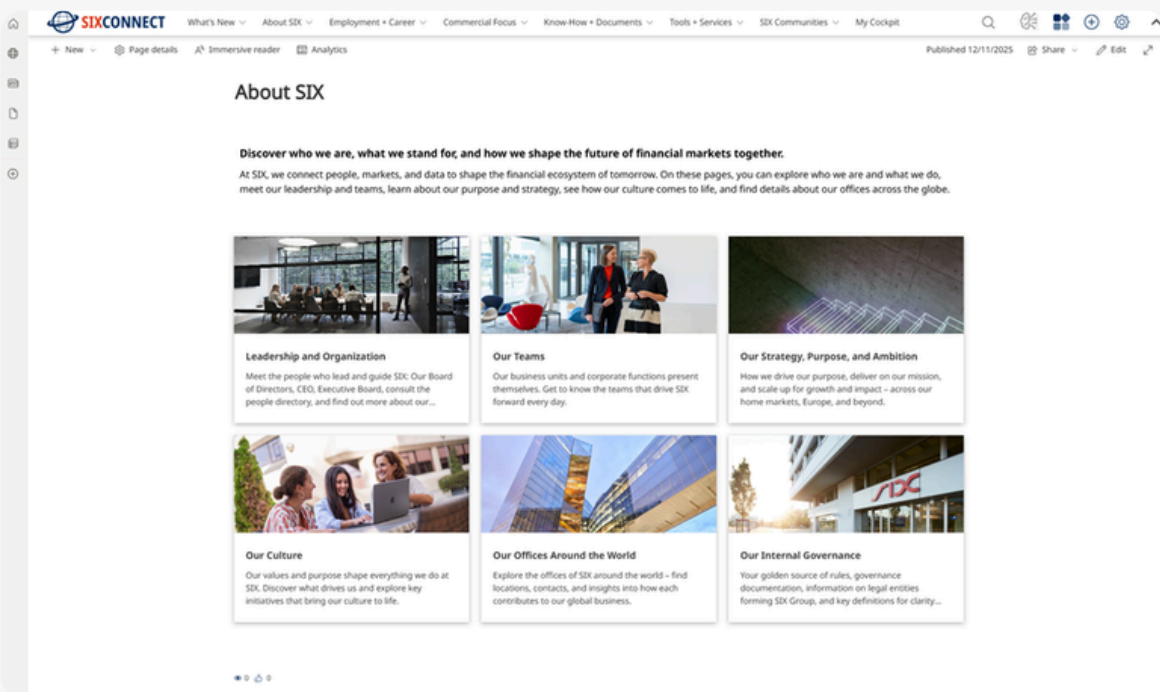 SIXCONNECT
What's New
About SIX
Employment + Career
Commercial Focus
Know-How + Documents
Tools + Services
SIX Communities
My Cockpit
+ New
Page details
Immersive reader
Analytics
Published 12/11/2025
Share
Edit
About SIX
Discover who we are, what we stand for, and how we shape the future of financial markets together.
At SIX, we connect people, markets, and data to shape the financial ecosystem of tomorrow. On these pages, you can explore who we are and what we do,
meet our leadership and teams, learn about our purpose and strategy, see how our culture comes to life, and find details about our offices across the globe.
Leadership and Organization
Meet the people who lead and guide SIX: Our Board
of Directors, CEO, Executive Board, consult the
people directory, and find out more about our...
Our Teams
Our business units and corporate functions present
themselves. Get to know the teams that drive SIX
forward every day.
Our Strategy, Purpose, and Ambition
How we drive our purpose, deliver on our mission,
and scale up for growth and impact – across our
home markets, Europe, and beyond.
Our Culture
Our values and purpose shape everything we do at
SIX. Discover what drives us and explore key
initiatives that bring our culture to life.
Our Offices Around the World
Explore the offices of SIX around the world – find
locations, contacts, and insights into how each
contributes to our global business.
SIX
Our Internal Governance
Your golden source of rules, governance
documentation, information on legal entities
forming SIX Group, and key definitions for clarity...
0
0